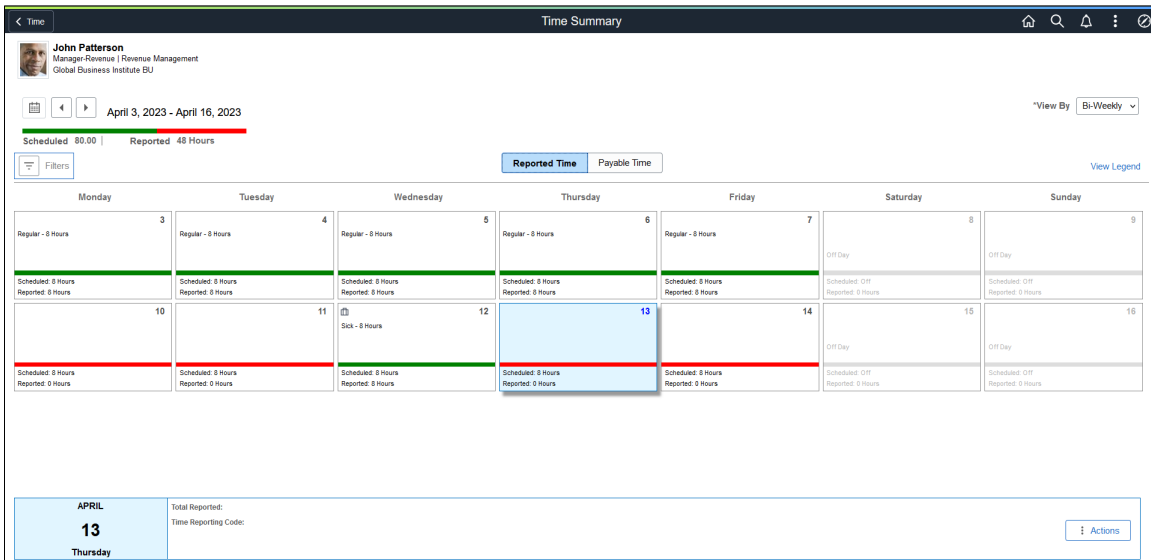 Time
Time Summary
John Patterson
Manager-Revenue | Revenue Management
Global Business Institute BU
April 3, 2023 - April 16, 2023
*View By Bi-Weekly
Scheduled 80.00 | Reported 48 Hours
Filters
Reported Time Payable Time
View Legend
Monday Tuesday Wednesday Thursday Friday Saturday Sunday
3 4 5 6 7 8 9
Regular - 8 Hours Regular - 8 Hours Regular - 8 Hours Regular - 8 Hours Regular - 8 Hours
Off Day Off Day
Scheduled: 8 Hours Scheduled: 8 Hours Scheduled: 8 Hours Scheduled: 8 Hours Scheduled: 8 Hours Scheduled: Off Scheduled: Off
Reported: 8 Hours Reported: 8 Hours Reported: 8 Hours Reported: 8 Hours Reported: 8 Hours Reported: 0 Hours Reported: 0 Hours
10 11 12 13 14 15 16
Sick - 8 Hours
Off Day Off Day
Scheduled: 8 Hours Scheduled: 8 Hours Scheduled: 8 Hours Scheduled: 8 Hours Scheduled: 8 Hours Scheduled: Off Scheduled: Off
Reported: 0 Hours Reported: 0 Hours Reported: 8 Hours Reported: 0 Hours Reported: 0 Hours Reported: 0 Hours Reported: 0 Hours
APRIL
13
Thursday
Total Reported:
Time Reporting Code:
Actions